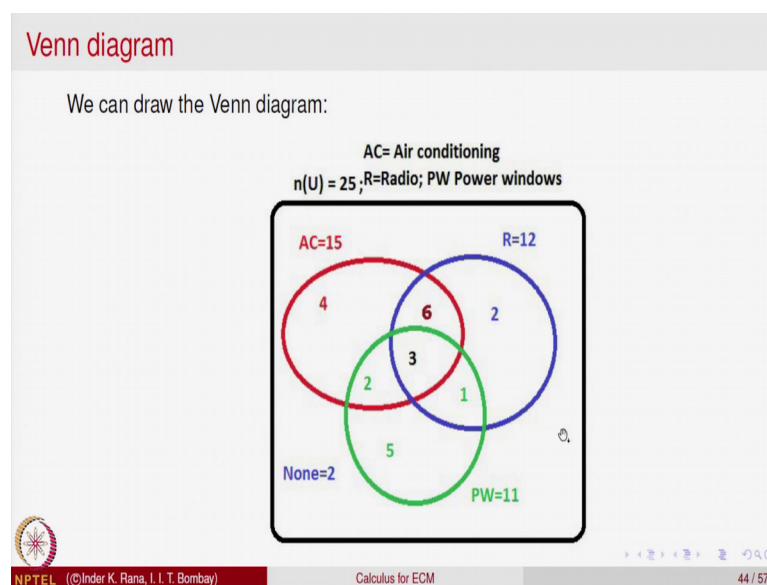 Venn diagram
We can draw the Venn diagram:
AC= Air conditioning
n(U) = 25 ;R=Radio; PW Power windows
AC=15
R=12
4
6
2
3
2
1
5
None=2
PW=11
NPTEL (©Inder K. Rana, I. I. T. Bombay) Calculus for ECM 44 / 57